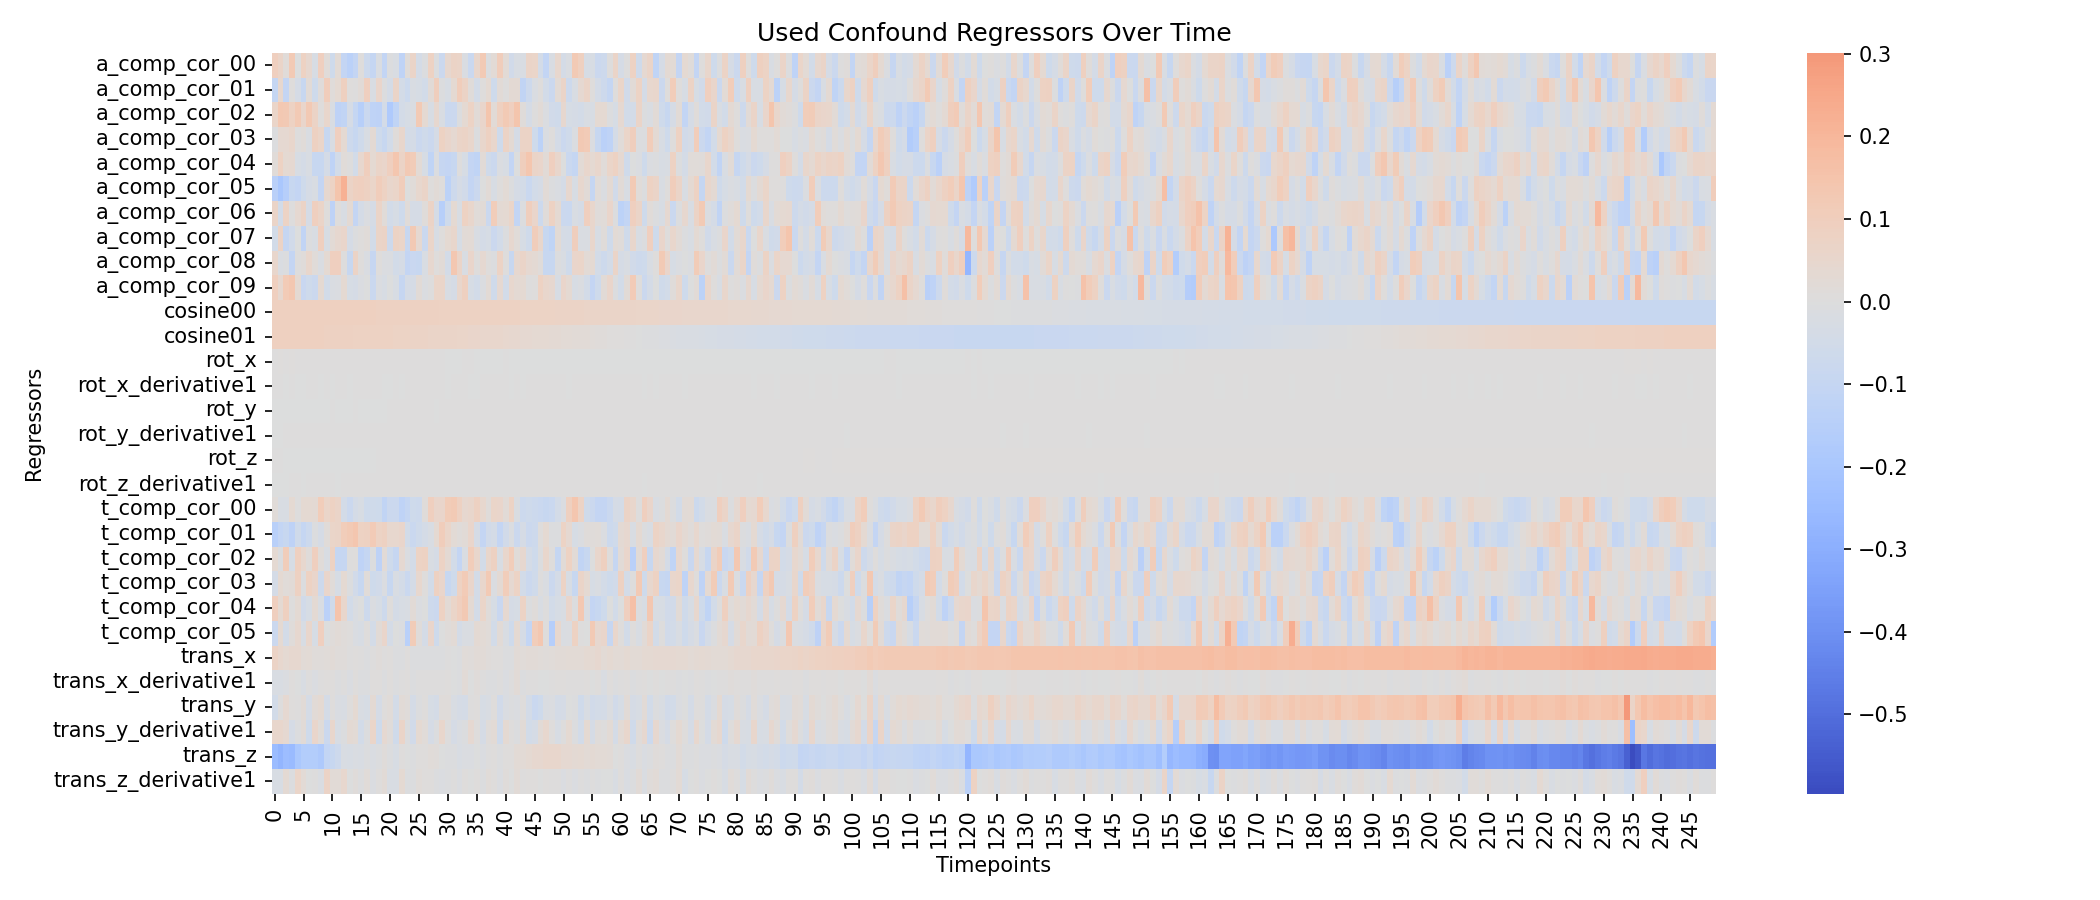 Used Confound Regressors Over Time
a_comp_cor_00
a_comp_cor_01
a_comp_cor_02
a_comp_cor_03
a_comp_cor_04
a_comp_cor_05
a_comp_cor_06
a_comp_cor_07
a_comp_cor_08
a_comp_cor_09
cosine00
cosine01
rot_x
rot_x_derivative1
rot_y
rot_y_derivative1
rot_z
rot_z_derivative1
t_comp_cor_00
t_comp_cor_01
t_comp_cor_02
t_comp_cor_03
t_comp_cor_04
t_comp_cor_05
trans_x
trans_x_derivative1
trans_y
trans_y_derivative1
trans_z
trans_z_derivative1
Regressors
0 5 10 15 20 25 30 35 40 45 50 55 60 65 70 75 80 85 90 95 100 105 110 115 120 125 130 135 140 145 150 155 160 165 170 175 180 185 190 195 200 205 210 215 220 225 230 235 240 245
Timepoints
0.3
0.2
0.1
0.0
−0.1
−0.2
−0.3
−0.4
−0.5